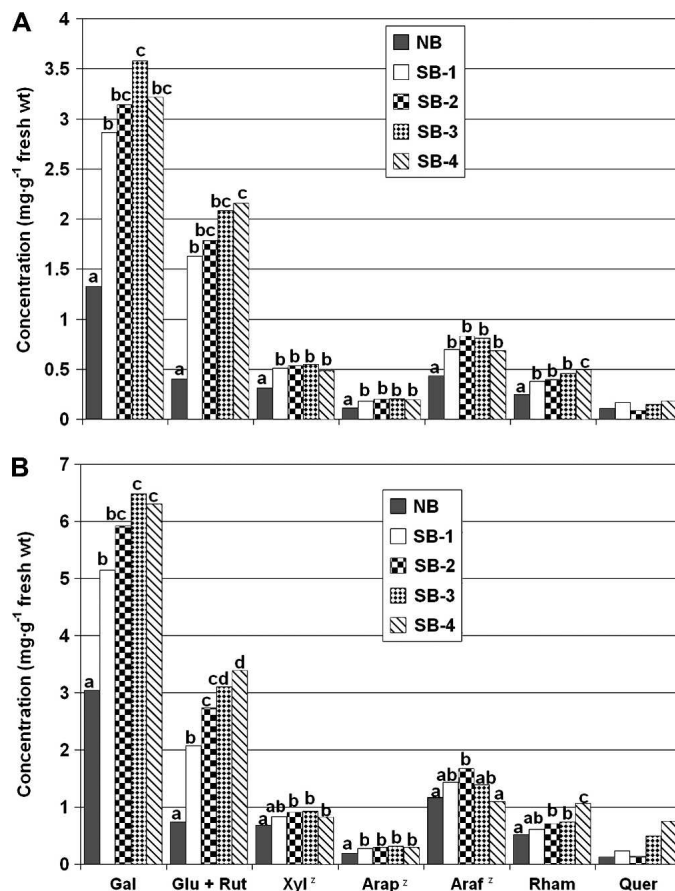 A
Concentration (mg·g⁻¹ fresh wt)
4
3.5
3
2.5
2
1.5
1
0.5
0
NB
SB-1
SB-2
SB-3
SB-4
a b bc c bc
a b bc bc c
a b b b b
a b b b b
a b b b b
a b b b c
B
Concentration (mg·g⁻¹ fresh wt)
7
6
5
4
3
2
1
0
NB
SB-1
SB-2
SB-3
SB-4
a b bc c c
a b c cd d
a ab b b b
a b b b b
a ab b ab a
a ab b b c
Gal Glu + Rut Xyl z Arap z Araf z Rham Quer